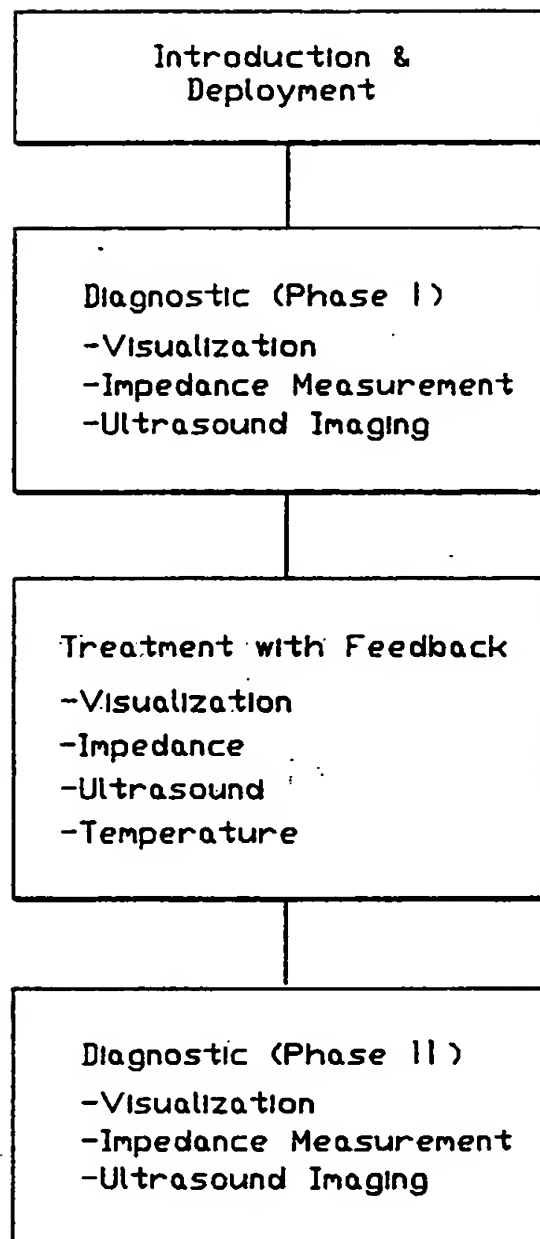 Introduction &
Deployment
Diagnostic (Phase I)
-Visualization
-Impedance Measurement
-Ultrasound Imaging
Treatment with Feedback
-Visualization
-Impedance
-Ultrasound
-Temperature
Diagnostic (Phase II)
-Visualization
-Impedance Measurement
-Ultrasound Imaging